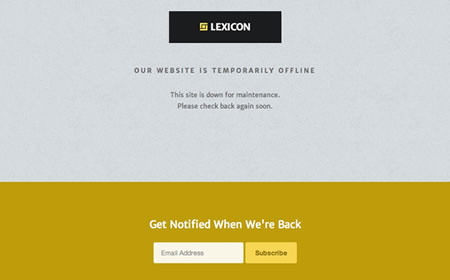 LEXICON
OUR WEBSITE IS TEMPORARILY OFFLINE
This site is down for maintenance.
Please check back again soon.
Get Notified When We're Back
Email Address
Subscribe